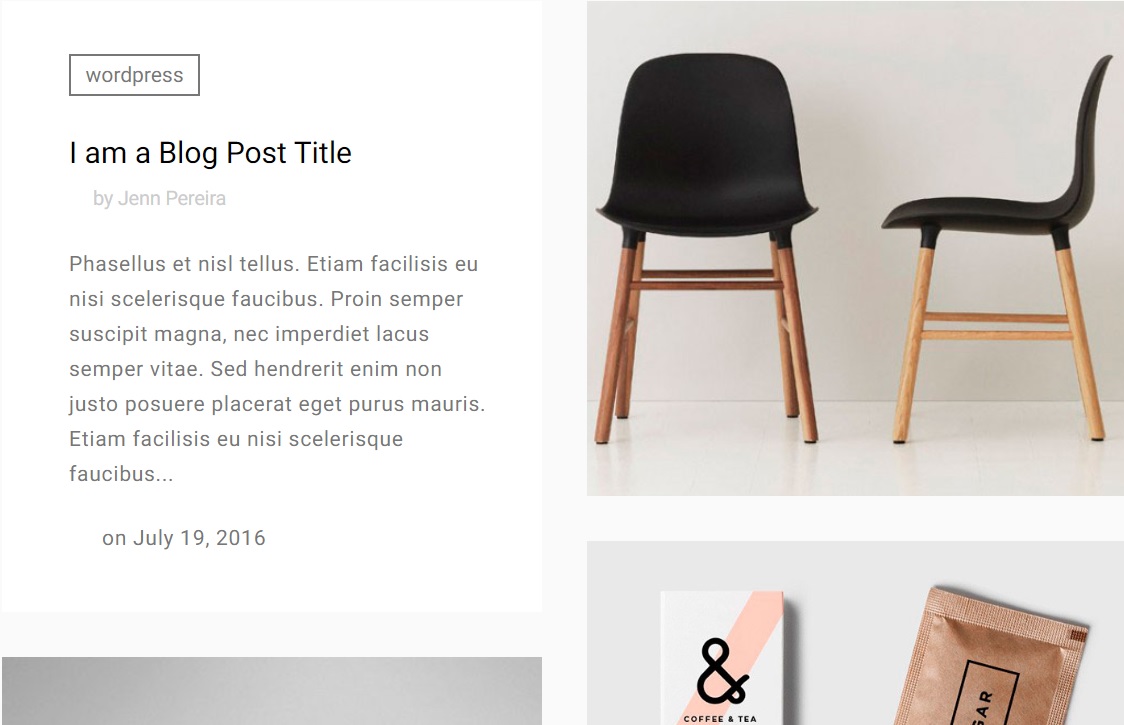 wordpress
I am a Blog Post Title
by Jenn Pereira
Phasellus et nisl tellus. Etiam facilisis eu
nisi scelerisque faucibus. Proin semper
suscipit magna, nec imperdiet lacus
semper vitae. Sed hendrerit enim non
justo posuere placerat eget purus mauris.
Etiam facilisis eu nisi scelerisque
faucibus...
on July 19, 2016
&
COFFEE & TEA